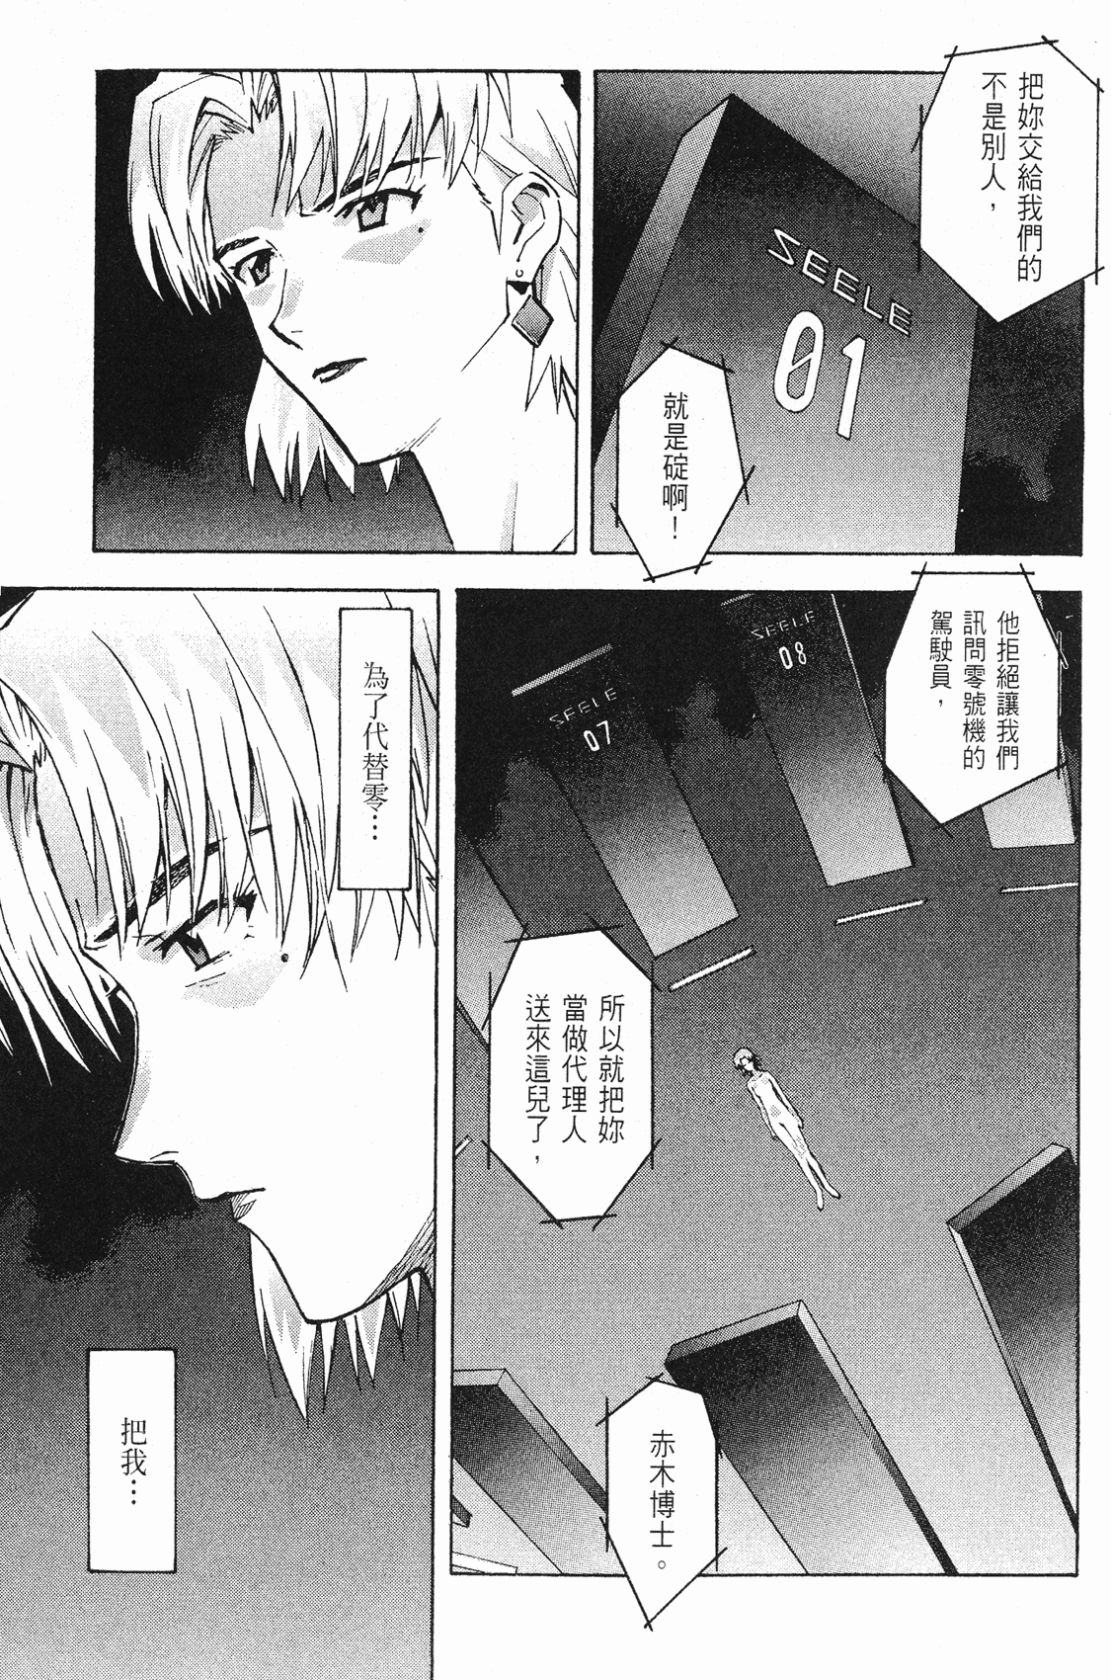 把妳交給我們的
不是別人，
SEELE
01
就是碇啊！
他拒絕讓我們
訊問零號機的
駕駛員，
SEELE
08
SEELE
07
所以就把妳
當做代理人
送來這兒了，
赤木博士。
為了代替零…
把我…